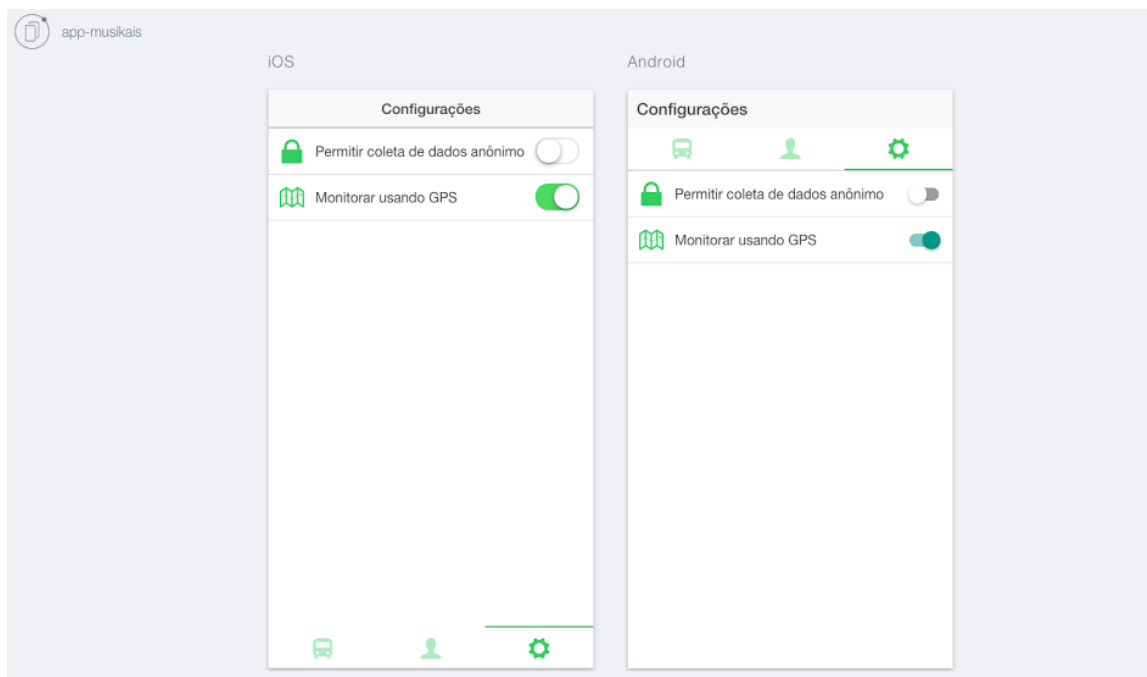 app-musikais
iOS
Configurações
Permitir coleta de dados anônimo
Monitorar usando GPS
Android
Configurações
Permitir coleta de dados anônimo
Monitorar usando GPS